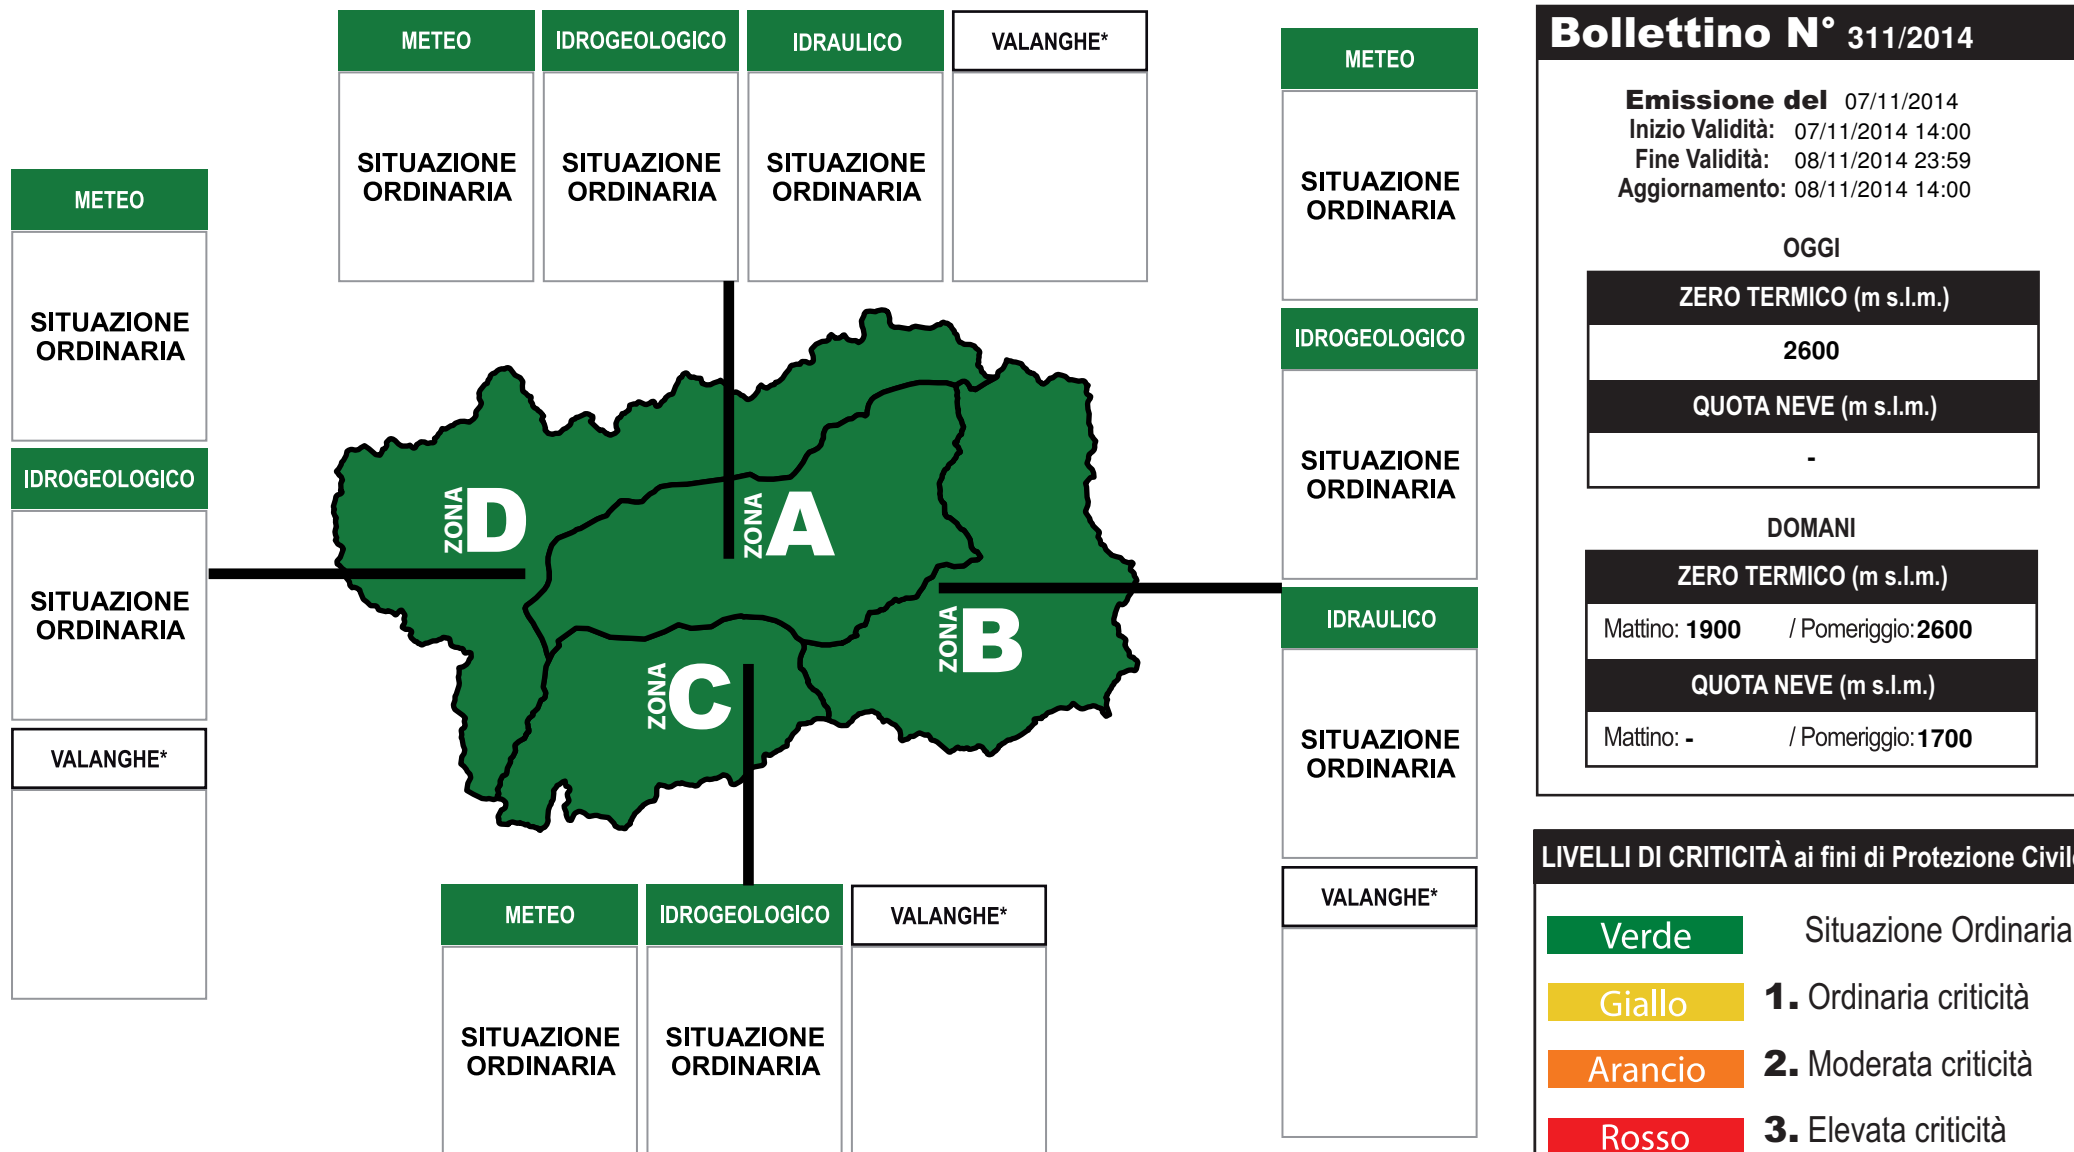 METEO IDROGEOLOGICO IDRAULICO VALANGHE*
SITUAZIONE ORDINARIA SITUAZIONE ORDINARIA SITUAZIONE ORDINARIA
METEO
SITUAZIONE
ORDINARIA
IDROGEOLOGICO
SITUAZIONE
ORDINARIA
VALANGHE*
ZONA D
ZONA A
ZONA B
ZONA C
METEO IDROGEOLOGICO VALANGHE*
SITUAZIONE ORDINARIA SITUAZIONE ORDINARIA
METEO
SITUAZIONE
ORDINARIA
IDROGEOLOGICO
SITUAZIONE
ORDINARIA
IDRAULICO
SITUAZIONE
ORDINARIA
VALANGHE*
Bollettino N° 311/2014
Emissione del 07/11/2014
Inizio Validità: 07/11/2014 14:00
Fine Validità: 08/11/2014 23:59
Aggiornamento: 08/11/2014 14:00
OGGI
ZERO TERMICO (m s.l.m.)
2600
QUOTA NEVE (m s.l.m.)
-
DOMANI
ZERO TERMICO (m s.l.m.)
Mattino: 1900 / Pomeriggio: 2600
QUOTA NEVE (m s.l.m.)
Mattino: - / Pomeriggio: 1700
LIVELLI DI CRITICITÀ ai fini di Protezione Civile
Verde Situazione Ordinaria
Giallo 1. Ordinaria criticità
Arancio 2. Moderata criticità
Rosso 3. Elevata criticità